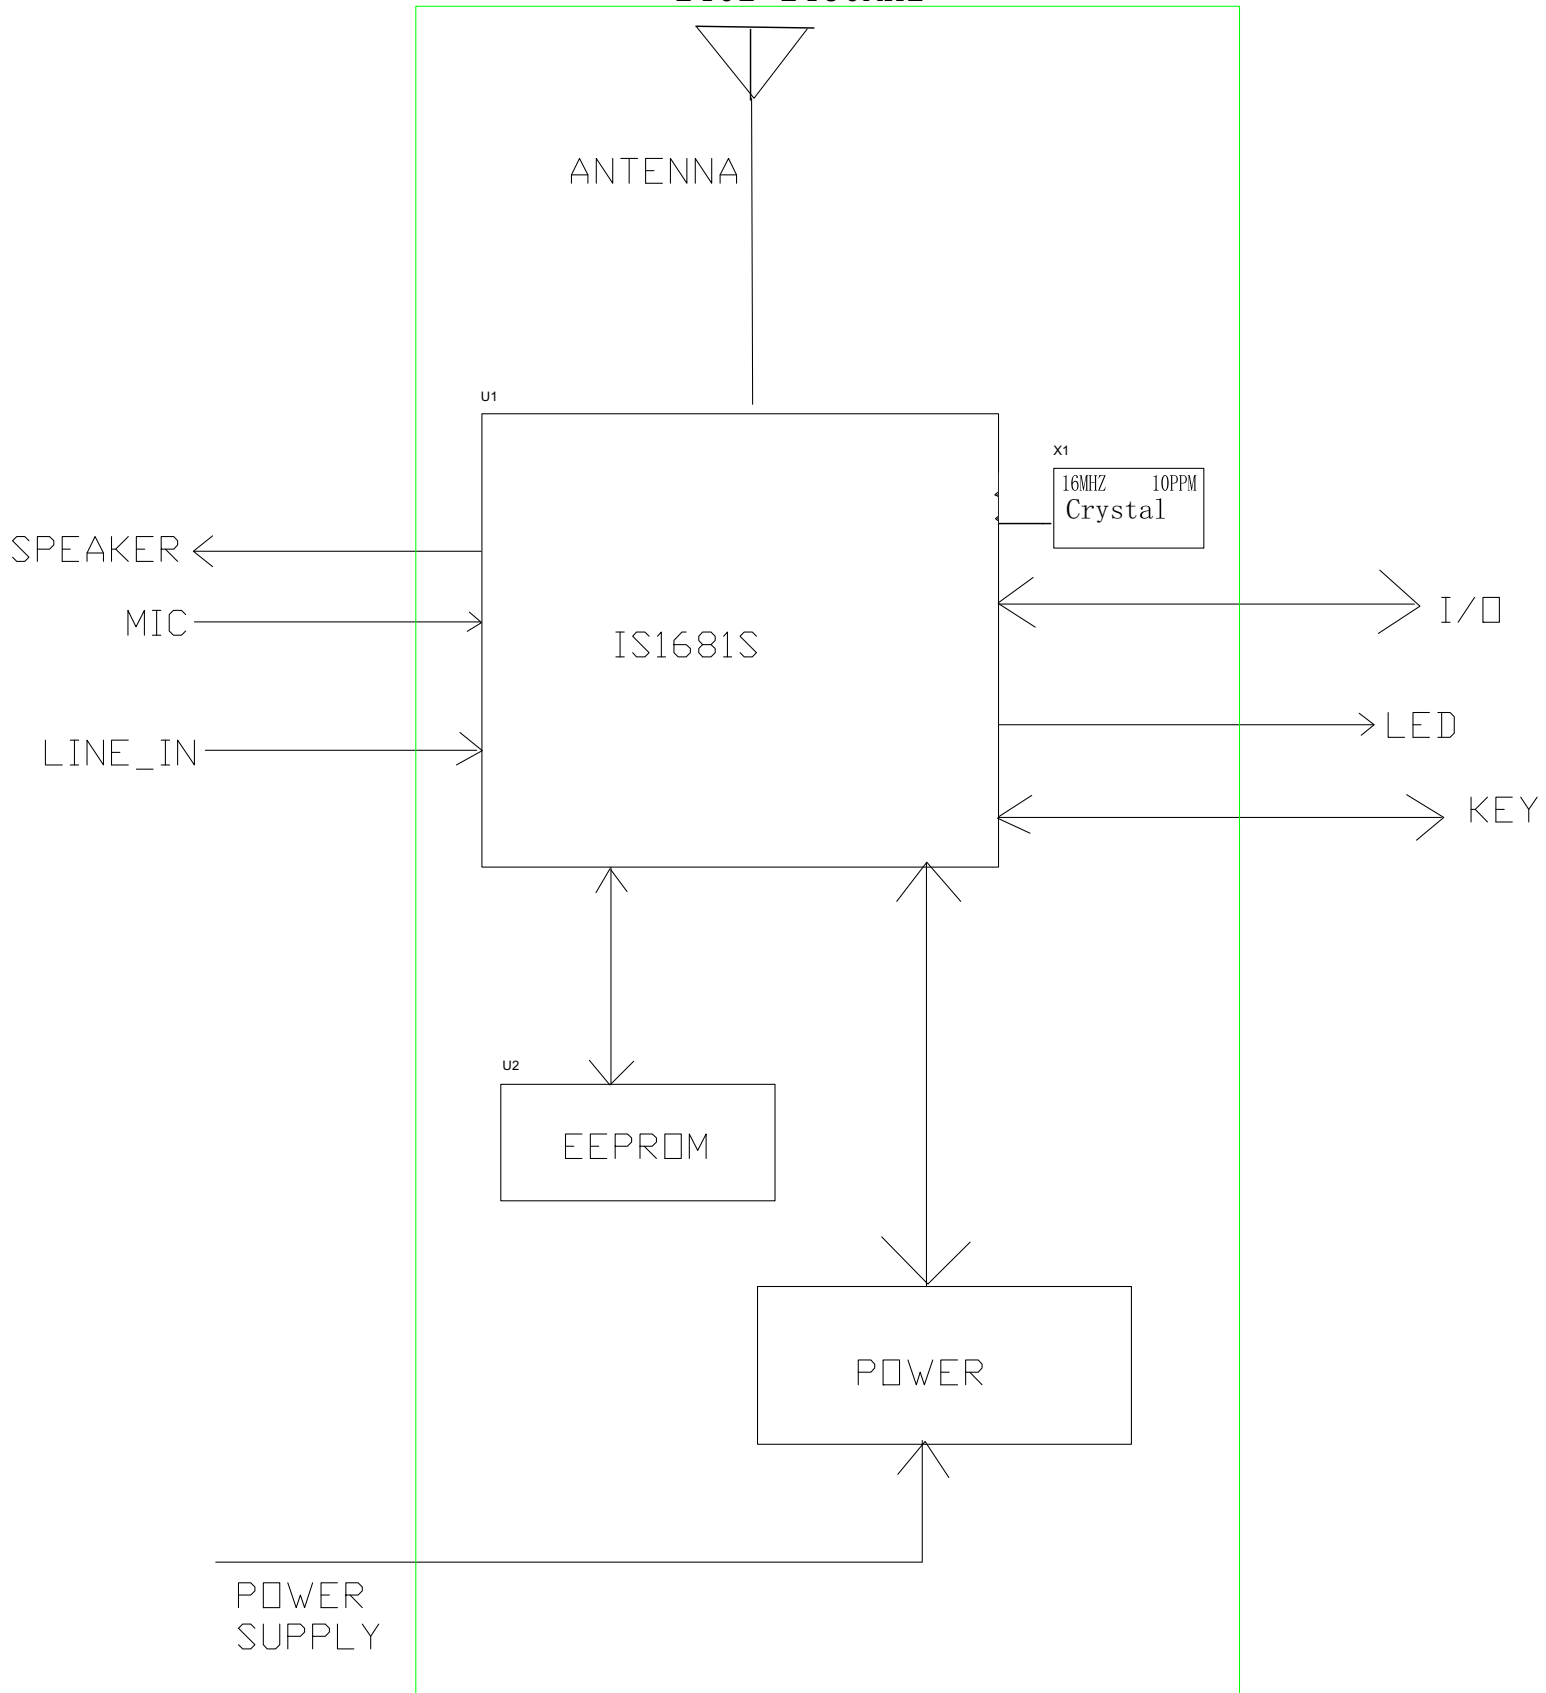 ANTENNA
U1
X1
16MHZ 10PPM
Crystal
SPEAKER
I/O
MIC
IS1681S
LED
LINE_IN
KEY
U2
EEPROM
POWER
POWER
SUPPLY